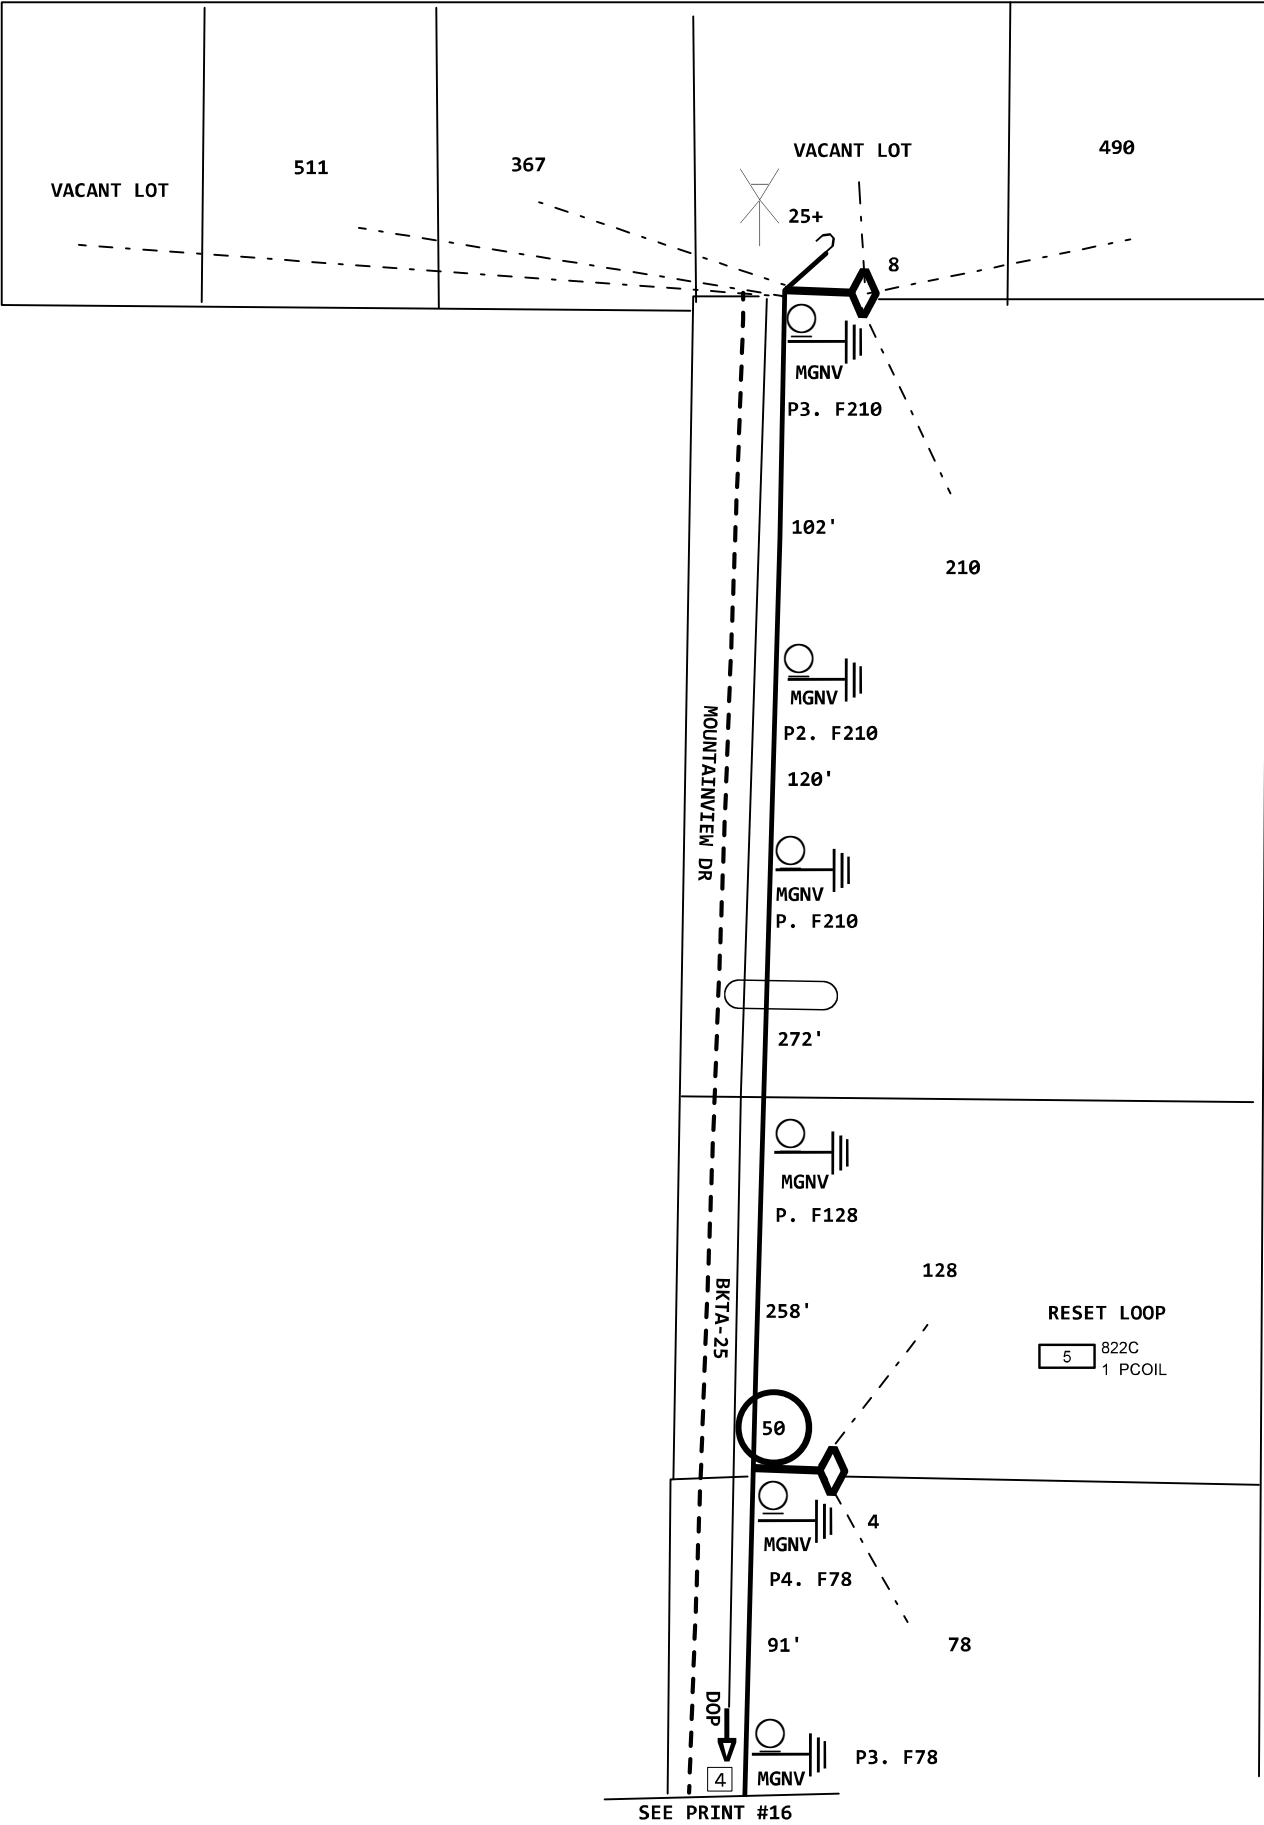 VACANT LOT
511
367
VACANT LOT
490
25+
8
MGNV
P3. F210
102'
210
MGNV
P2. F210
MOUNTAINVIEW DR
120'
MGNV
P. F210
272'
MGNV
P. F128
128
BKTA-25
258'
RESET LOOP
5
822C
1 PCOIL
50
4
MGNV
P4. F78
91'
78
DOP
P3. F78
4
MGNV
SEE PRINT #16